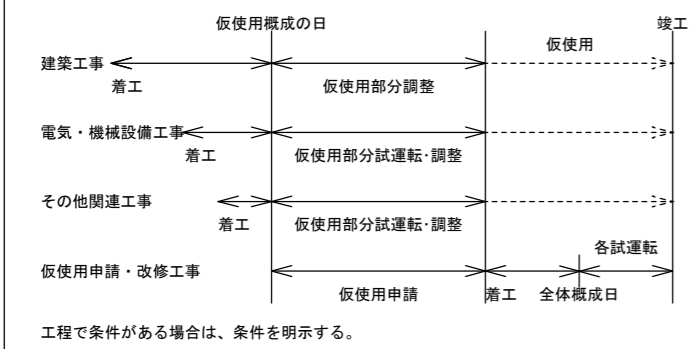 仮使用概成の日 竣工
仮使用
建築工事
着工 仮使用部分調整
電気・機械設備工事
着工 仮使用部分試運転・調整
その他関連工事
着工 仮使用部分試運転・調整
各試運転
仮使用申請・改修工事
仮使用申請 着工 全体概成日
工程で条件がある場合は、条件を明示する。